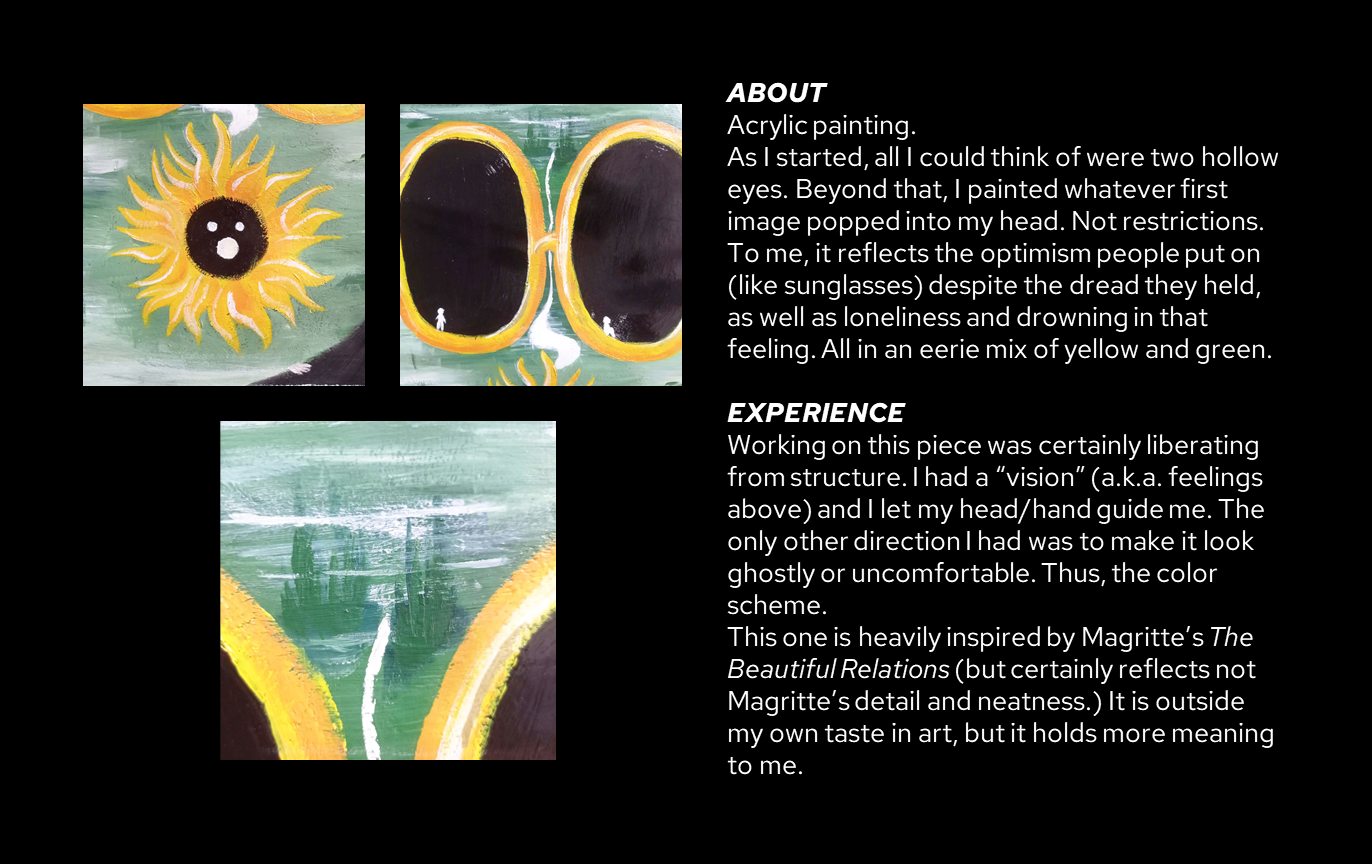 ABOUT
Acrylic painting.
As I started, all I could think of were two hollow
eyes. Beyond that, I painted whatever first
image popped into my head. Not restrictions.
To me, it reflects the optimism people put on
(like sunglasses) despite the dread they held,
as well as loneliness and drowning in that
feeling. All in an eerie mix of yellow and green.
EXPERIENCE
Working on this piece was certainly liberating
from structure. I had a “vision” (a.k.a. feelings
above) and I let my head/hand guide me. The
only other direction I had was to make it look
ghostly or uncomfortable. Thus, the color
scheme.
This one is heavily inspired by Magritte’s The
Beautiful Relations (but certainly reflects not
Magritte’s detail and neatness.) It is outside
my own taste in art, but it holds more meaning
to me.